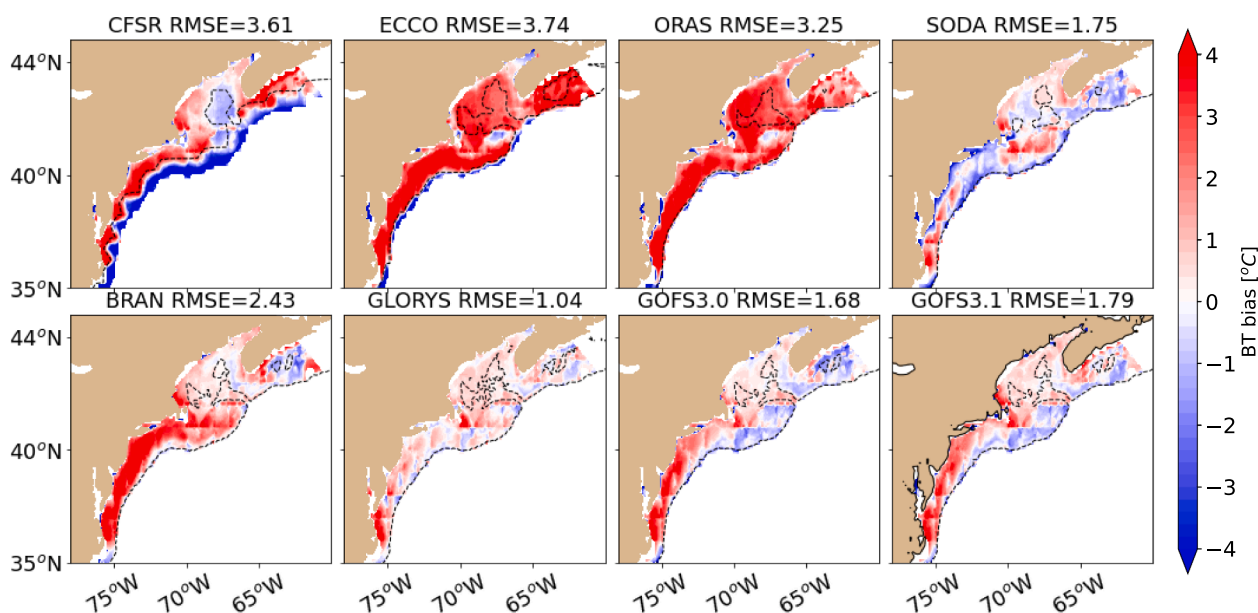 CFSR RMSE=3.61
ECCO RMSE=3.74
ORAS RMSE=3.25
SODA RMSE=1.75
44°N
40°N
35°N
BRAN RMSE=2.43
GLORYS RMSE=1.04
GOFS3.0 RMSE=1.68
GOFS3.1 RMSE=1.79
44°N
40°N
35°N
75°W
70°W
65°W
75°W
70°W
65°W
75°W
70°W
65°W
75°W
70°W
65°W
4
3
2
1
0
−1
−2
−3
−4
BT bias [°C]